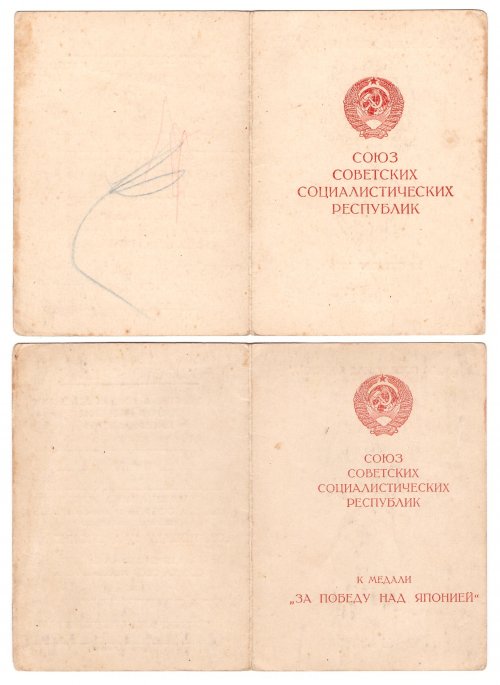 СОЮЗ
СОВЕТСКИХ
СОЦИАЛИСТИЧЕСКИХ
РЕСПУБЛИК
СОЮЗ
СОВЕТСКИХ
СОЦИАЛИСТИЧЕСКИХ
РЕСПУБЛИК
К МЕДАЛИ
„ЗА ПОБЕДУ НАД ЯПОНИЕЙ“